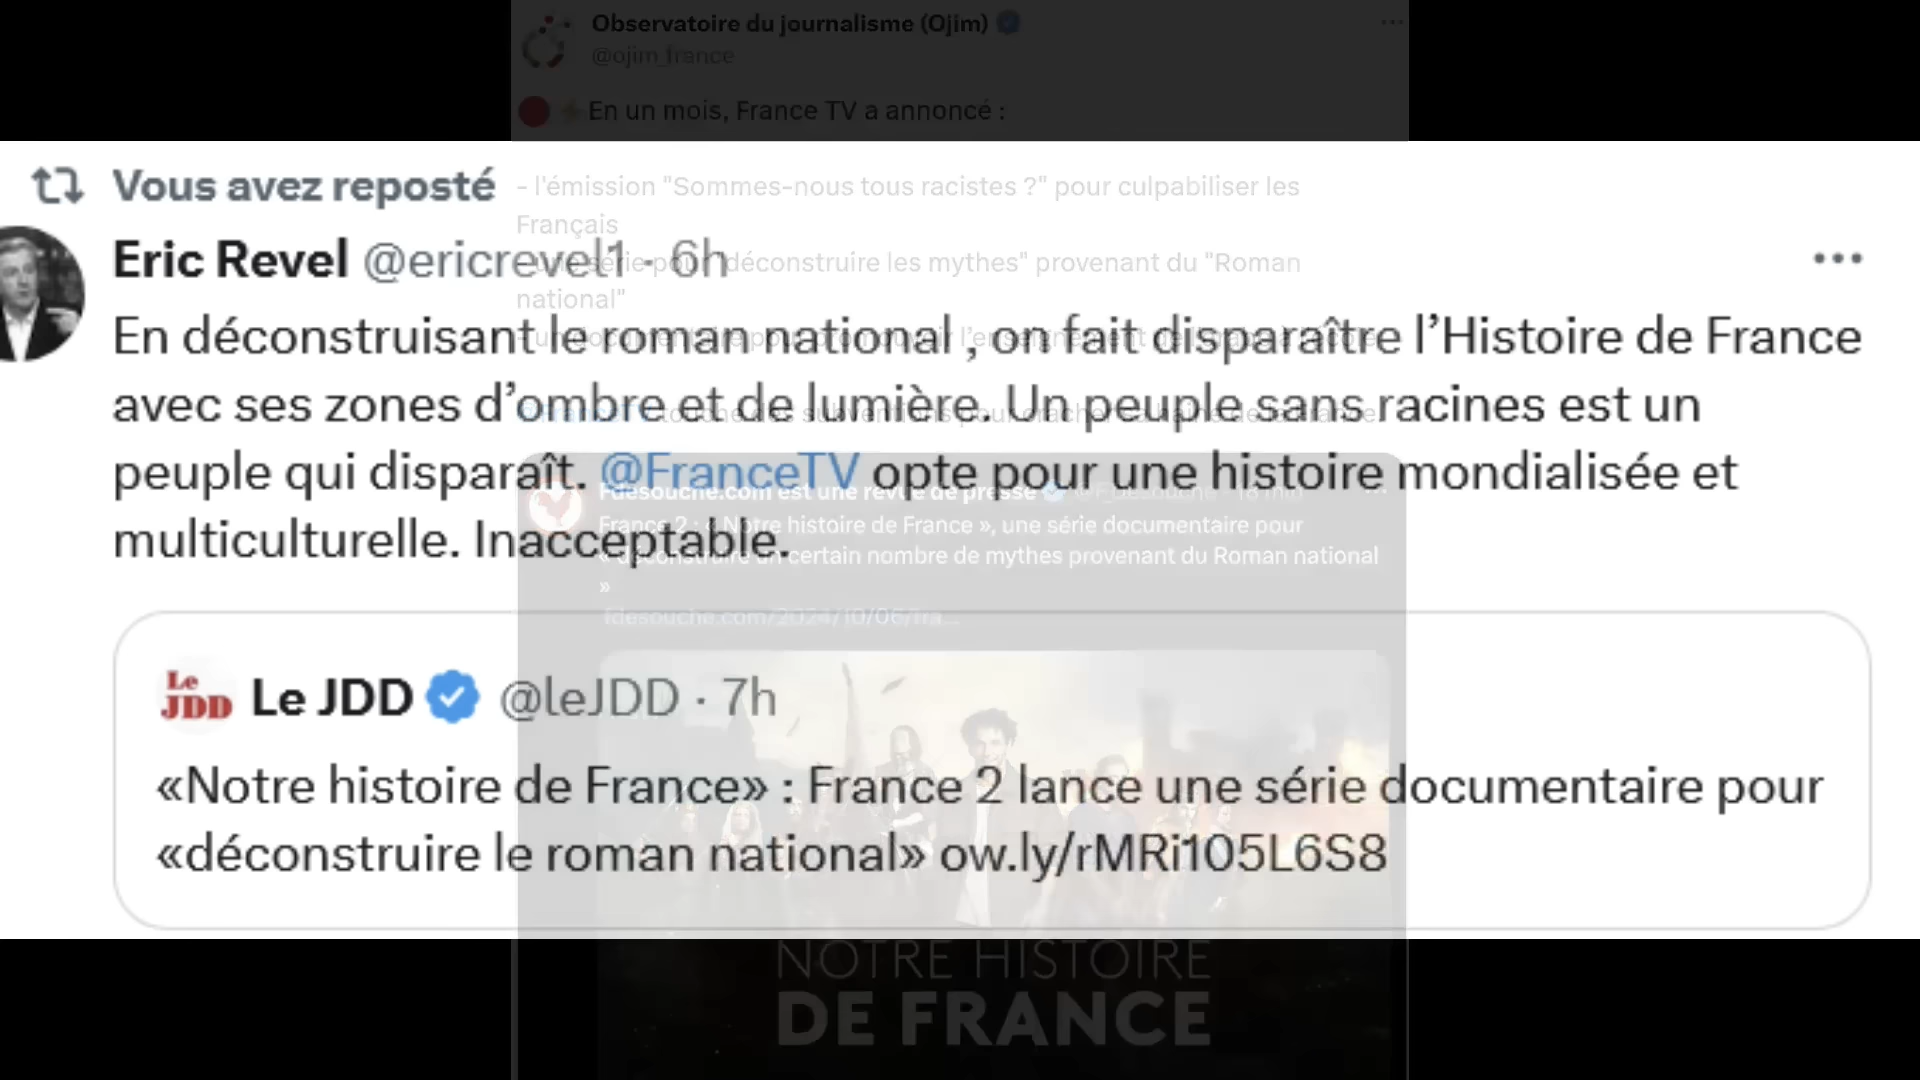 Observatoire du journalisme (Ojim)
@ojim_france
En un mois, France TV a annoncé :
- l'émission "Sommes-nous tous racistes ?" pour culpabiliser les
Français
série pour "déconstruire les mythes" provenant du "Roman
national"
Vous avez reposté
Eric Revel @ericrevel1 · 6h
En déconstruisant le roman national , on fait disparaître l’Histoire de France
avec ses zones d’ombre et de lumière. Un peuple sans racines est un
peuple qui disparaît. @FranceTV opte pour une histoire mondialisée et
multiculturelle. Inacceptable.
Fdesouche.com est une revue de presse @F_Desouche · 18 min
France 2 : « Notre histoire de France », une série documentaire pour
« déconstruire un certain nombre de mythes provenant du Roman national
»
fdesouche.com/2024/10/06/fra...
Le JDD @leJDD · 7h
«Notre histoire de France» : France 2 lance une série documentaire pour
«déconstruire le roman national» ow.ly/rMRi105L6S8
NOTRE HISTOIRE
DE FRANCE